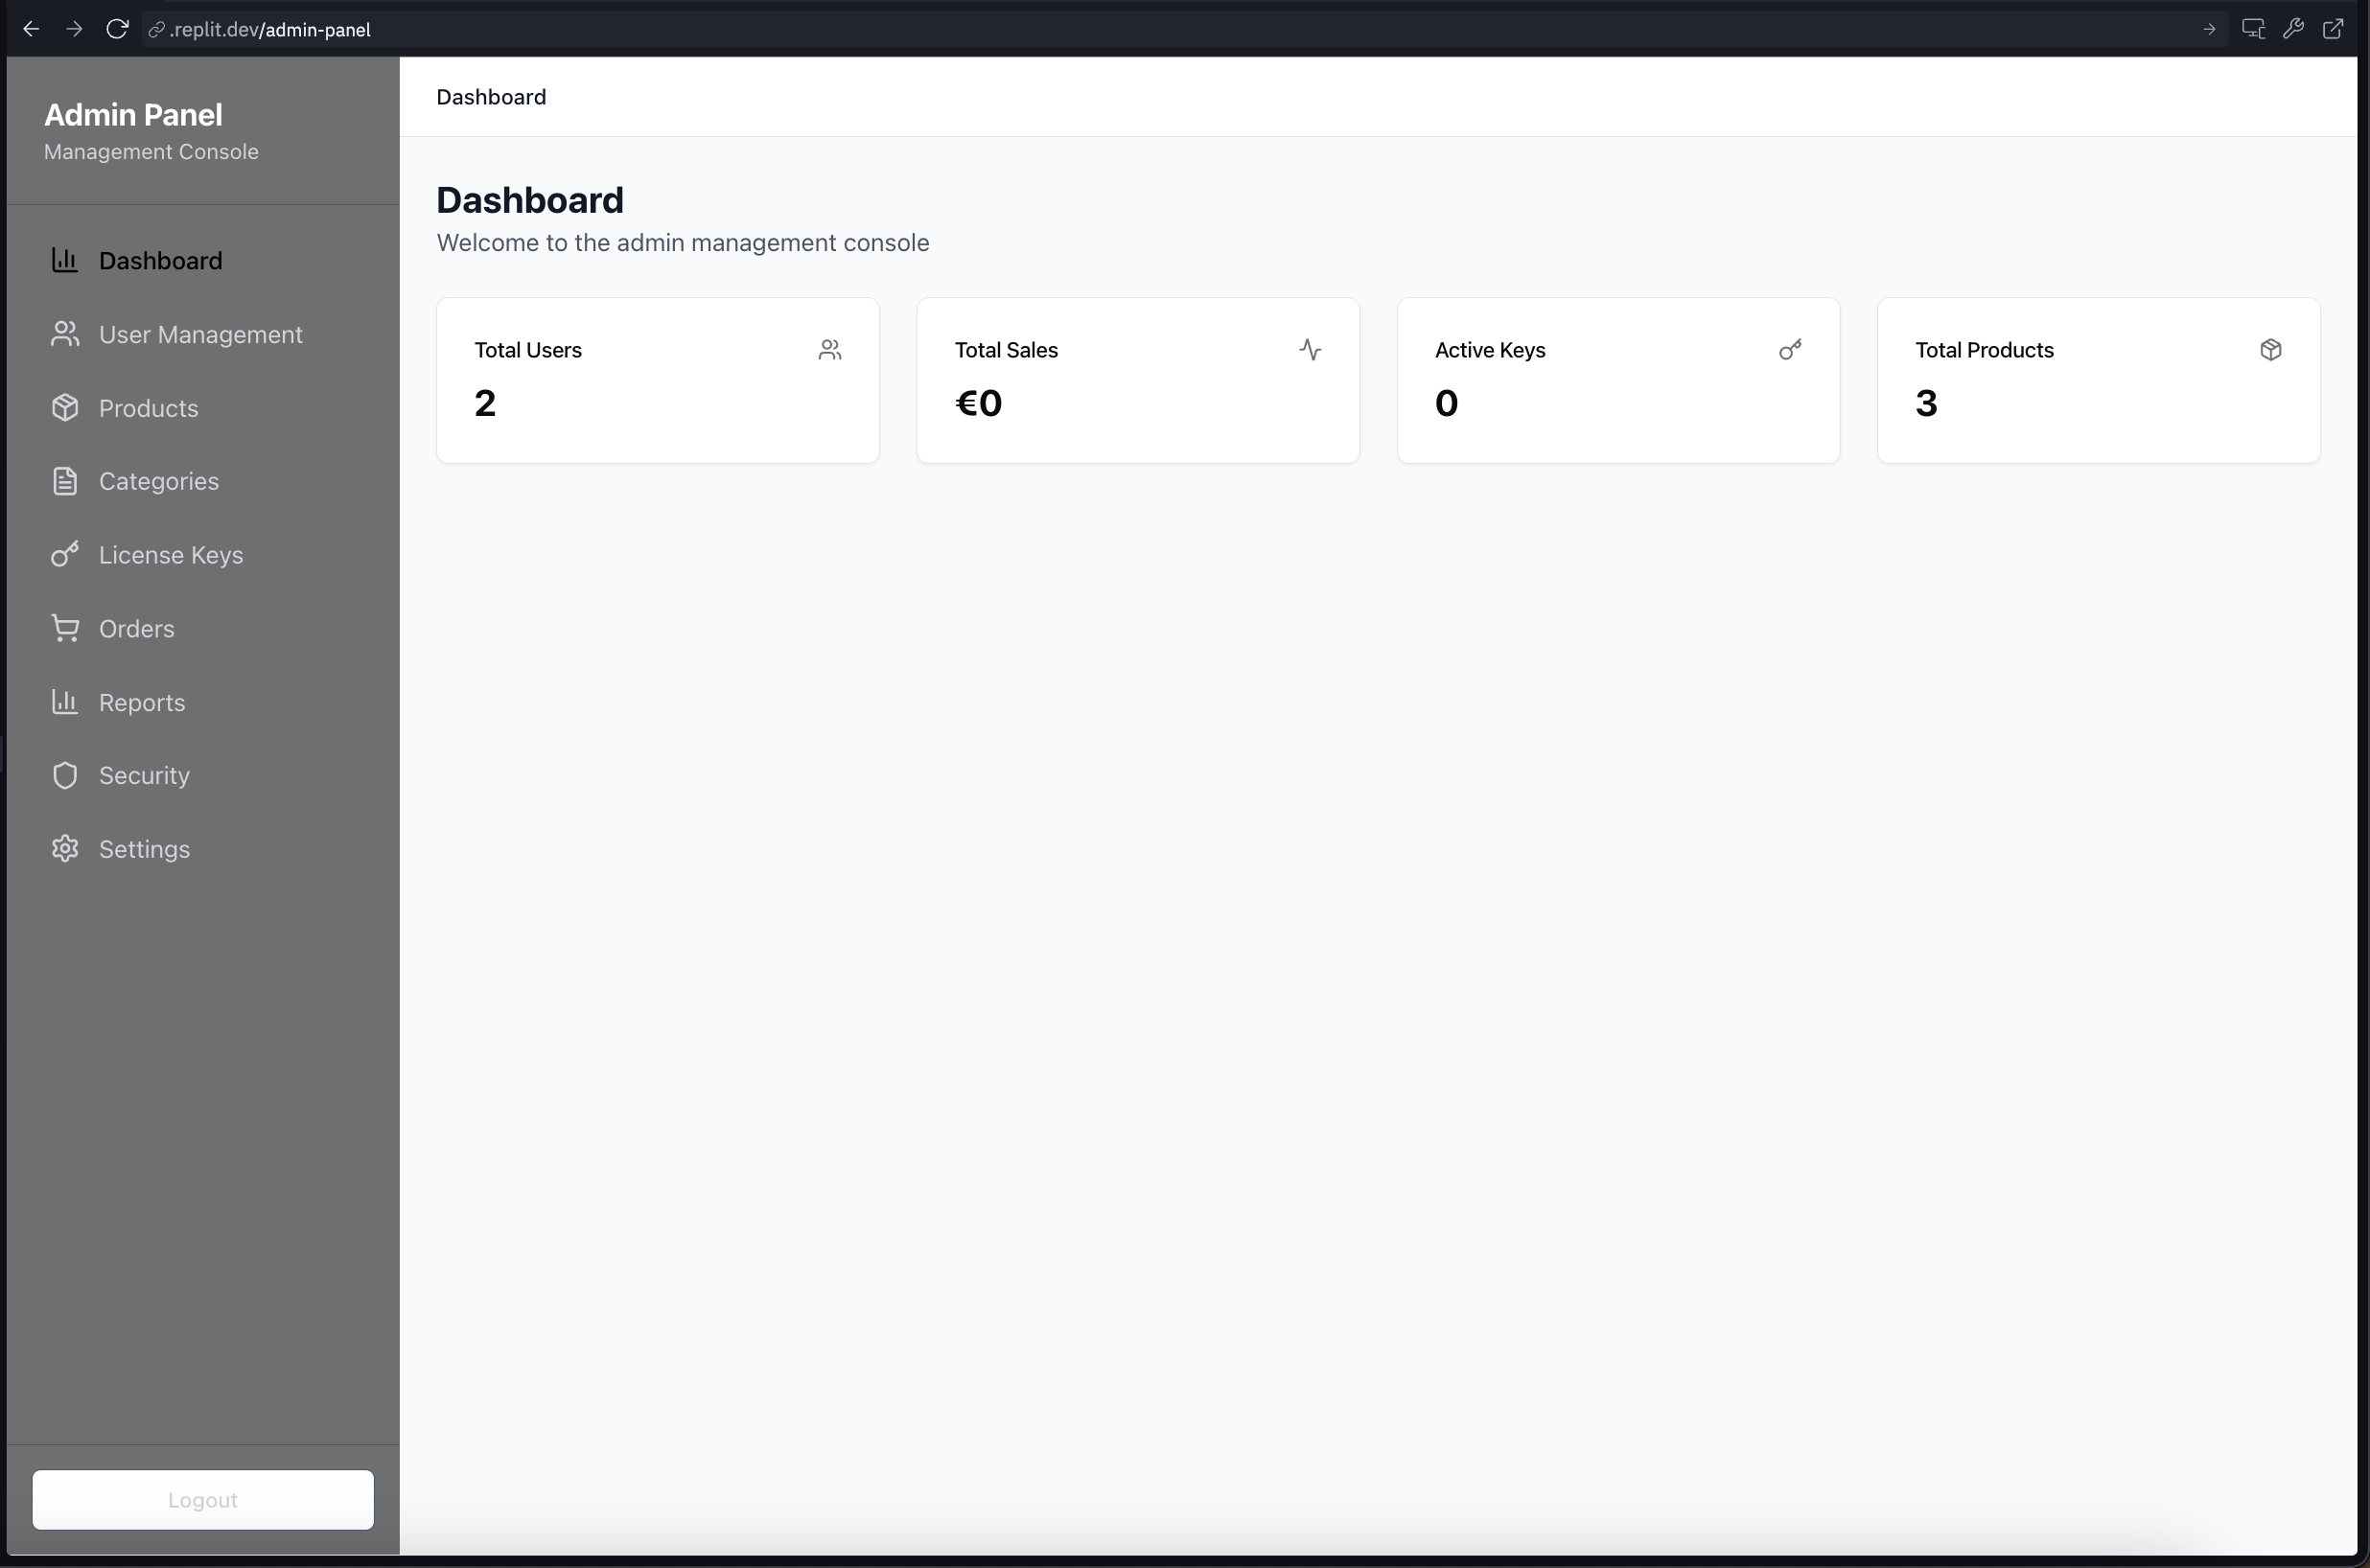 .replit.dev/admin-panel
Admin Panel
Management Console
Dashboard
User Management
Products
Categories
License Keys
Orders
Reports
Security
Settings
Logout
Dashboard
Dashboard
Welcome to the admin management console
Total Users
2
Total Sales
€0
Active Keys
0
Total Products
3